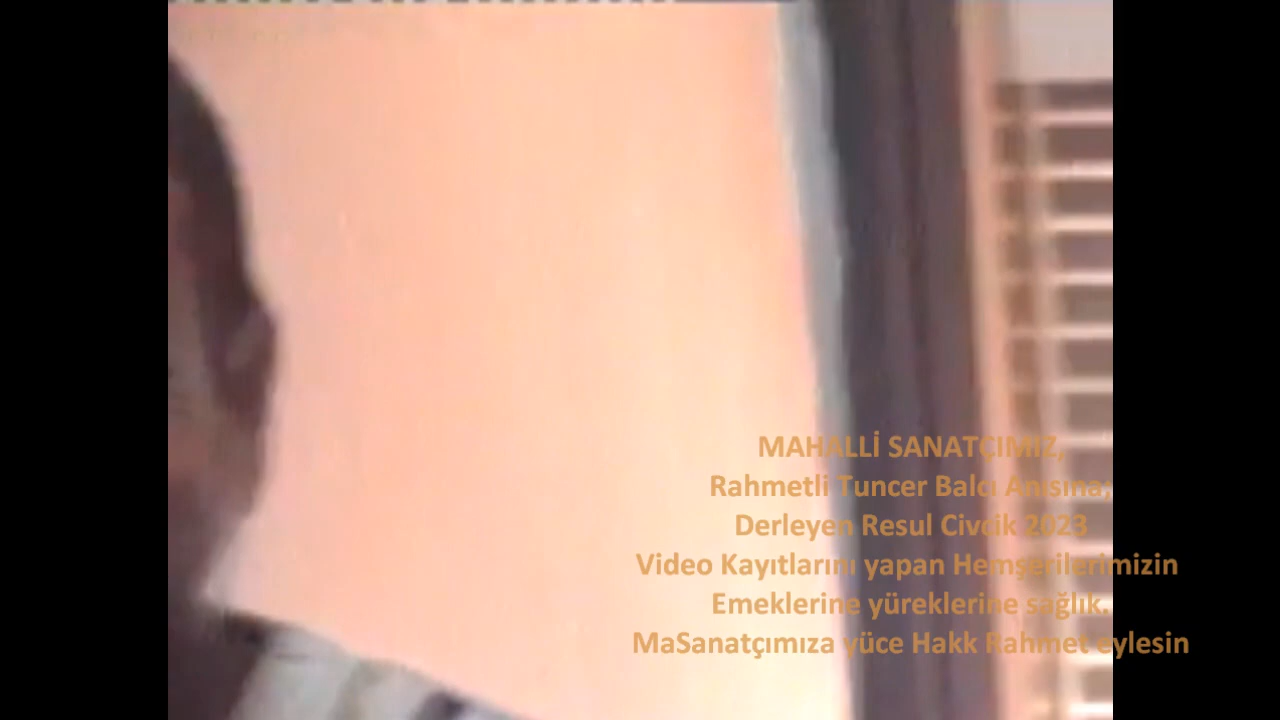 MAHALLİ SANATÇIMIZ,
Rahmetli Tuncer Balcı Anısına;
Derleyen Resul Civcik 2023
Video Kayıtlarını yapan Hemşerilerimizin
Emeklerine yüreklerine sağlık.
MaSanatçımıza yüce Hakk Rahmet eylesin